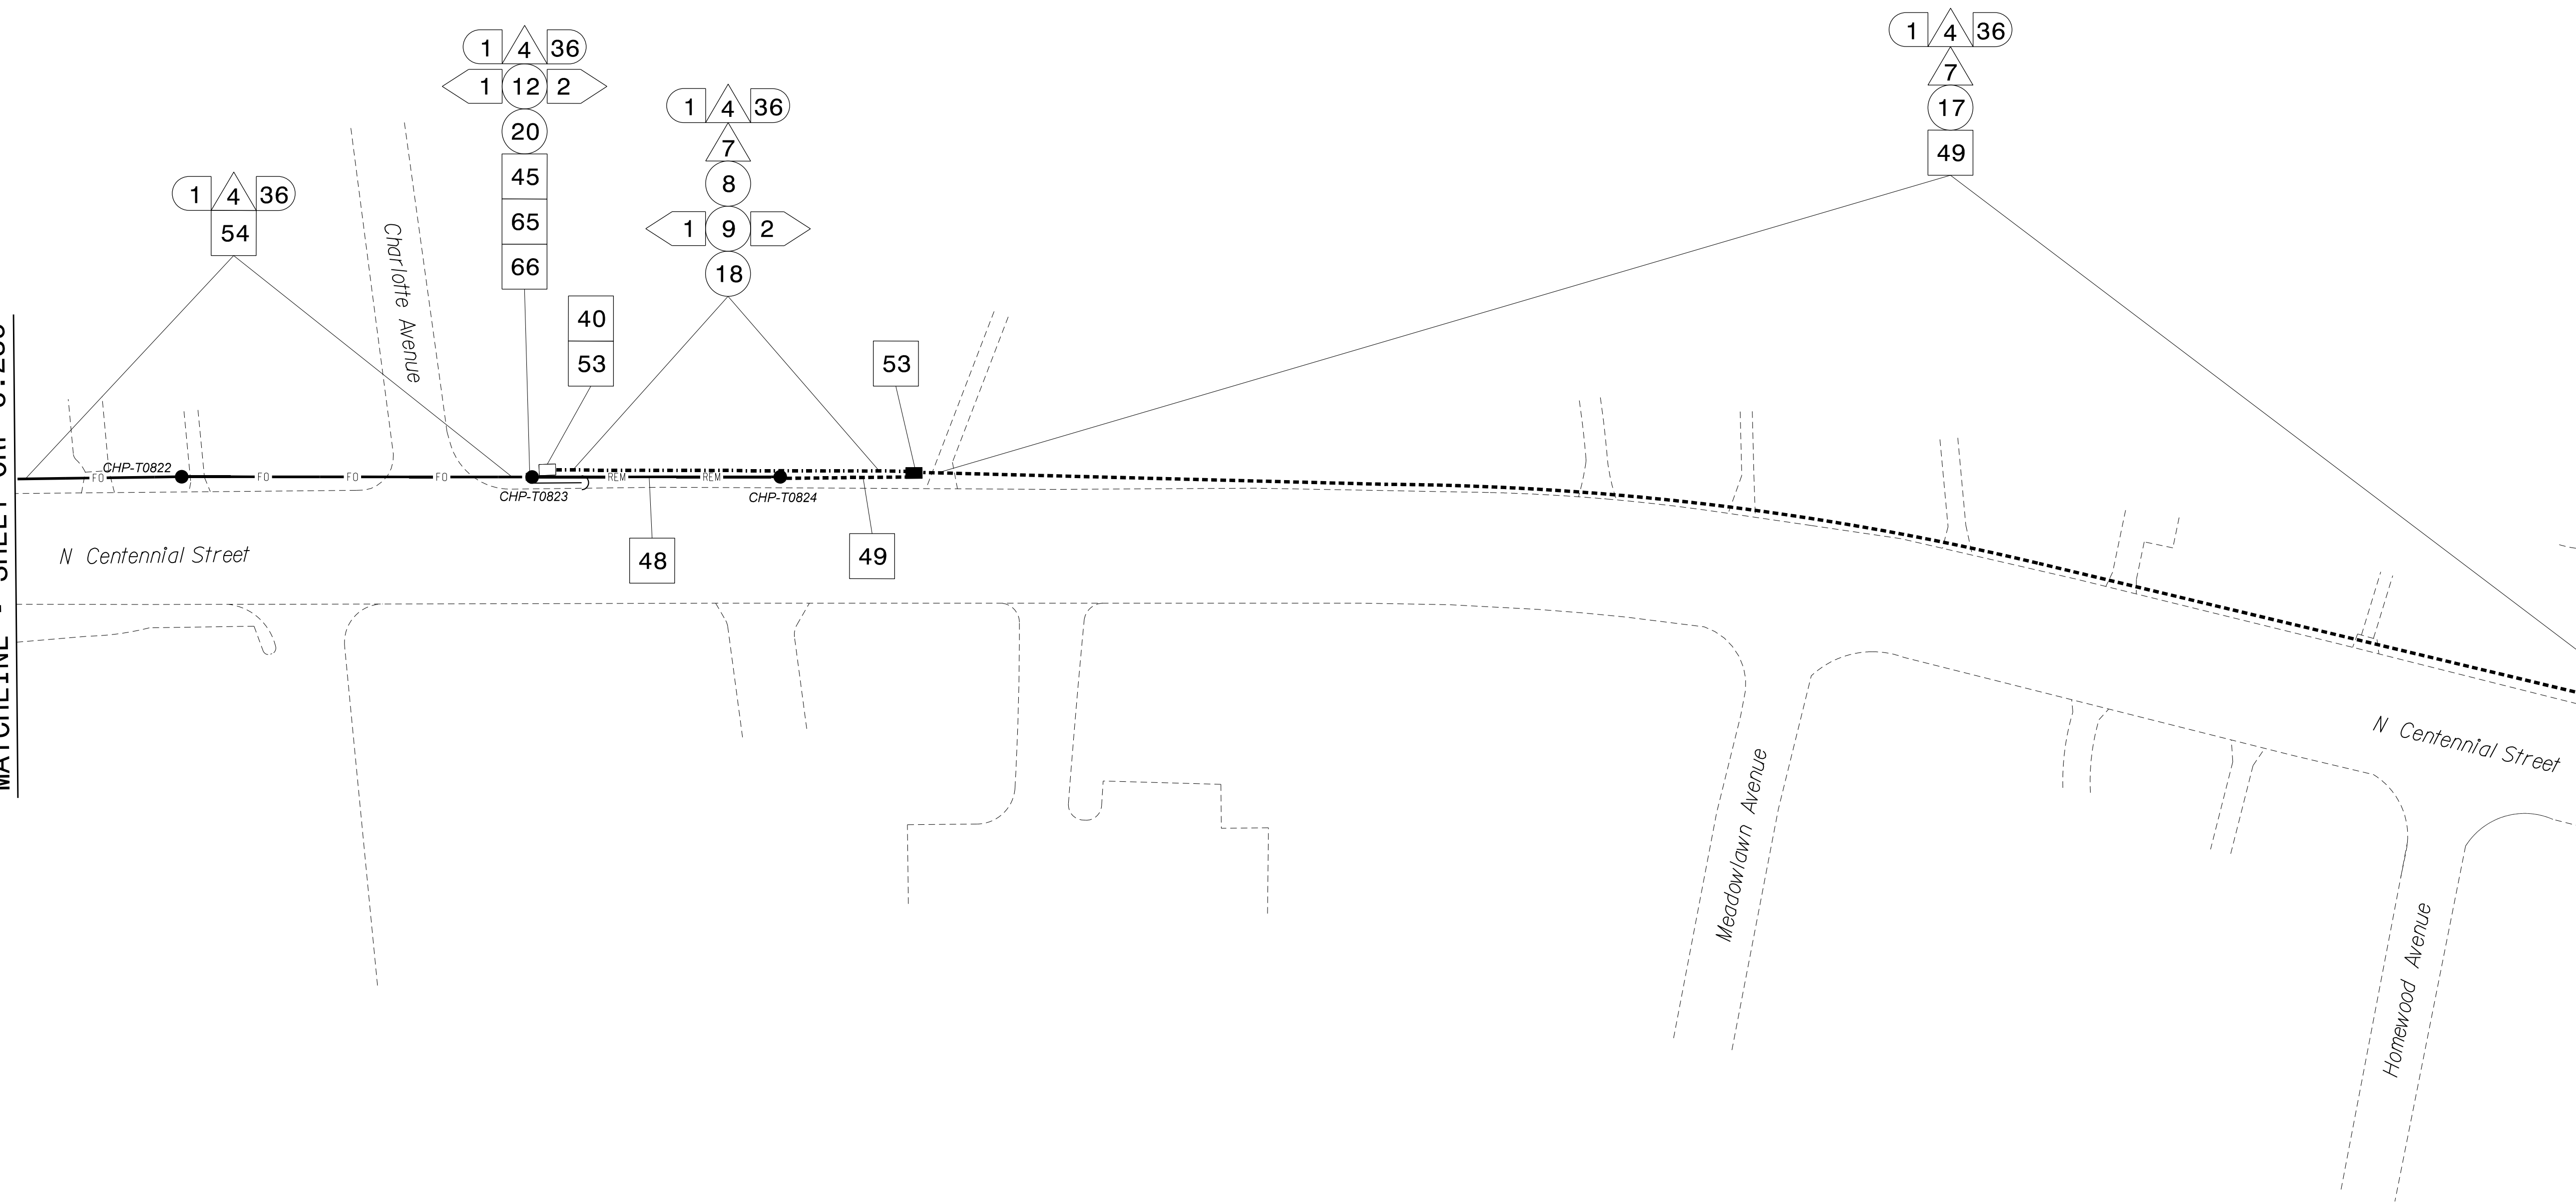 1 4 36
54
1 4 36
1 12 2
20
45
65
66
40
53
1 4 36
7
8
1 9 2
18
53
1 4 36
7
17
49
Charlotte Avenue
CHP-T0822
FO FO FO FO
CHP-T0823
REM REM
CHP-T0824
48
49
N Centennial Street
MATCHLINE - SHEET
Meadowlawn Avenue
N Centennial Street
Homewood Avenue